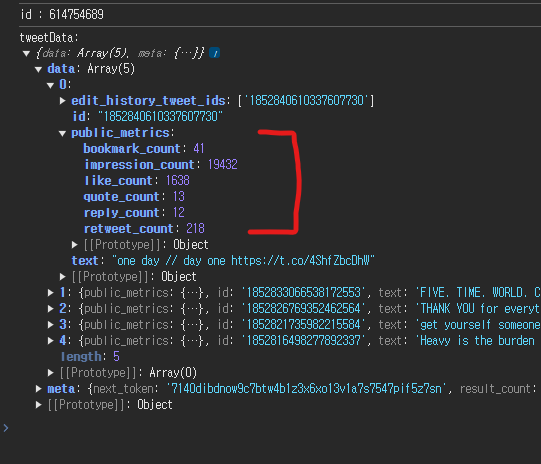 id : 614754689
tweetData:
▼ {data: Array(5), meta: {…}} i
▼ data: Array(5)
▼ 0:
▶ edit_history_tweet_ids: ['1852840610337607730']
id: "1852840610337607730"
▼ public_metrics:
bookmark_count: 41
impression_count: 19432
like_count: 1638
quote_count: 13
reply_count: 12
retweet_count: 218
▶ [[Prototype]]: Object
text: "one day // day one https://t.co/4ShfZbcDhW"
▶ [[Prototype]]: Object
▶ 1: {public_metrics: {…}, id: '1852833066538172553', text: 'FIVE. TIME. WORLD. C
▶ 2: {public_metrics: {…}, id: '1852826769352462564', text: 'THANK YOU for everyt
▶ 3: {public_metrics: {…}, id: '1852821735982215584', text: 'get yourself someone
▶ 4: {public_metrics: {…}, id: '1852816498277892337', text: 'Heavy is the burden
length: 5
▶ [[Prototype]]: Array(0)
▶ meta: {next_token: '7140dibdnow9c7btw4b1z3x6xo13v1a7s7547pif5z7sn', result_count:
▶ [[Prototype]]: Object
>